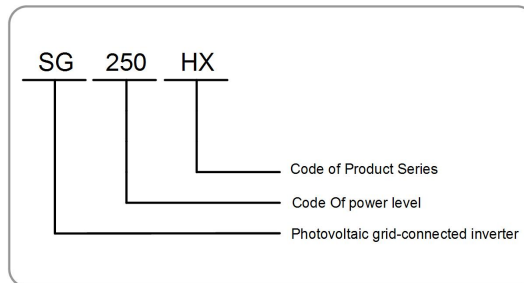 SG 250 HX
Code of Product Series
Code Of power level
Photovoltaic grid-connected inverter